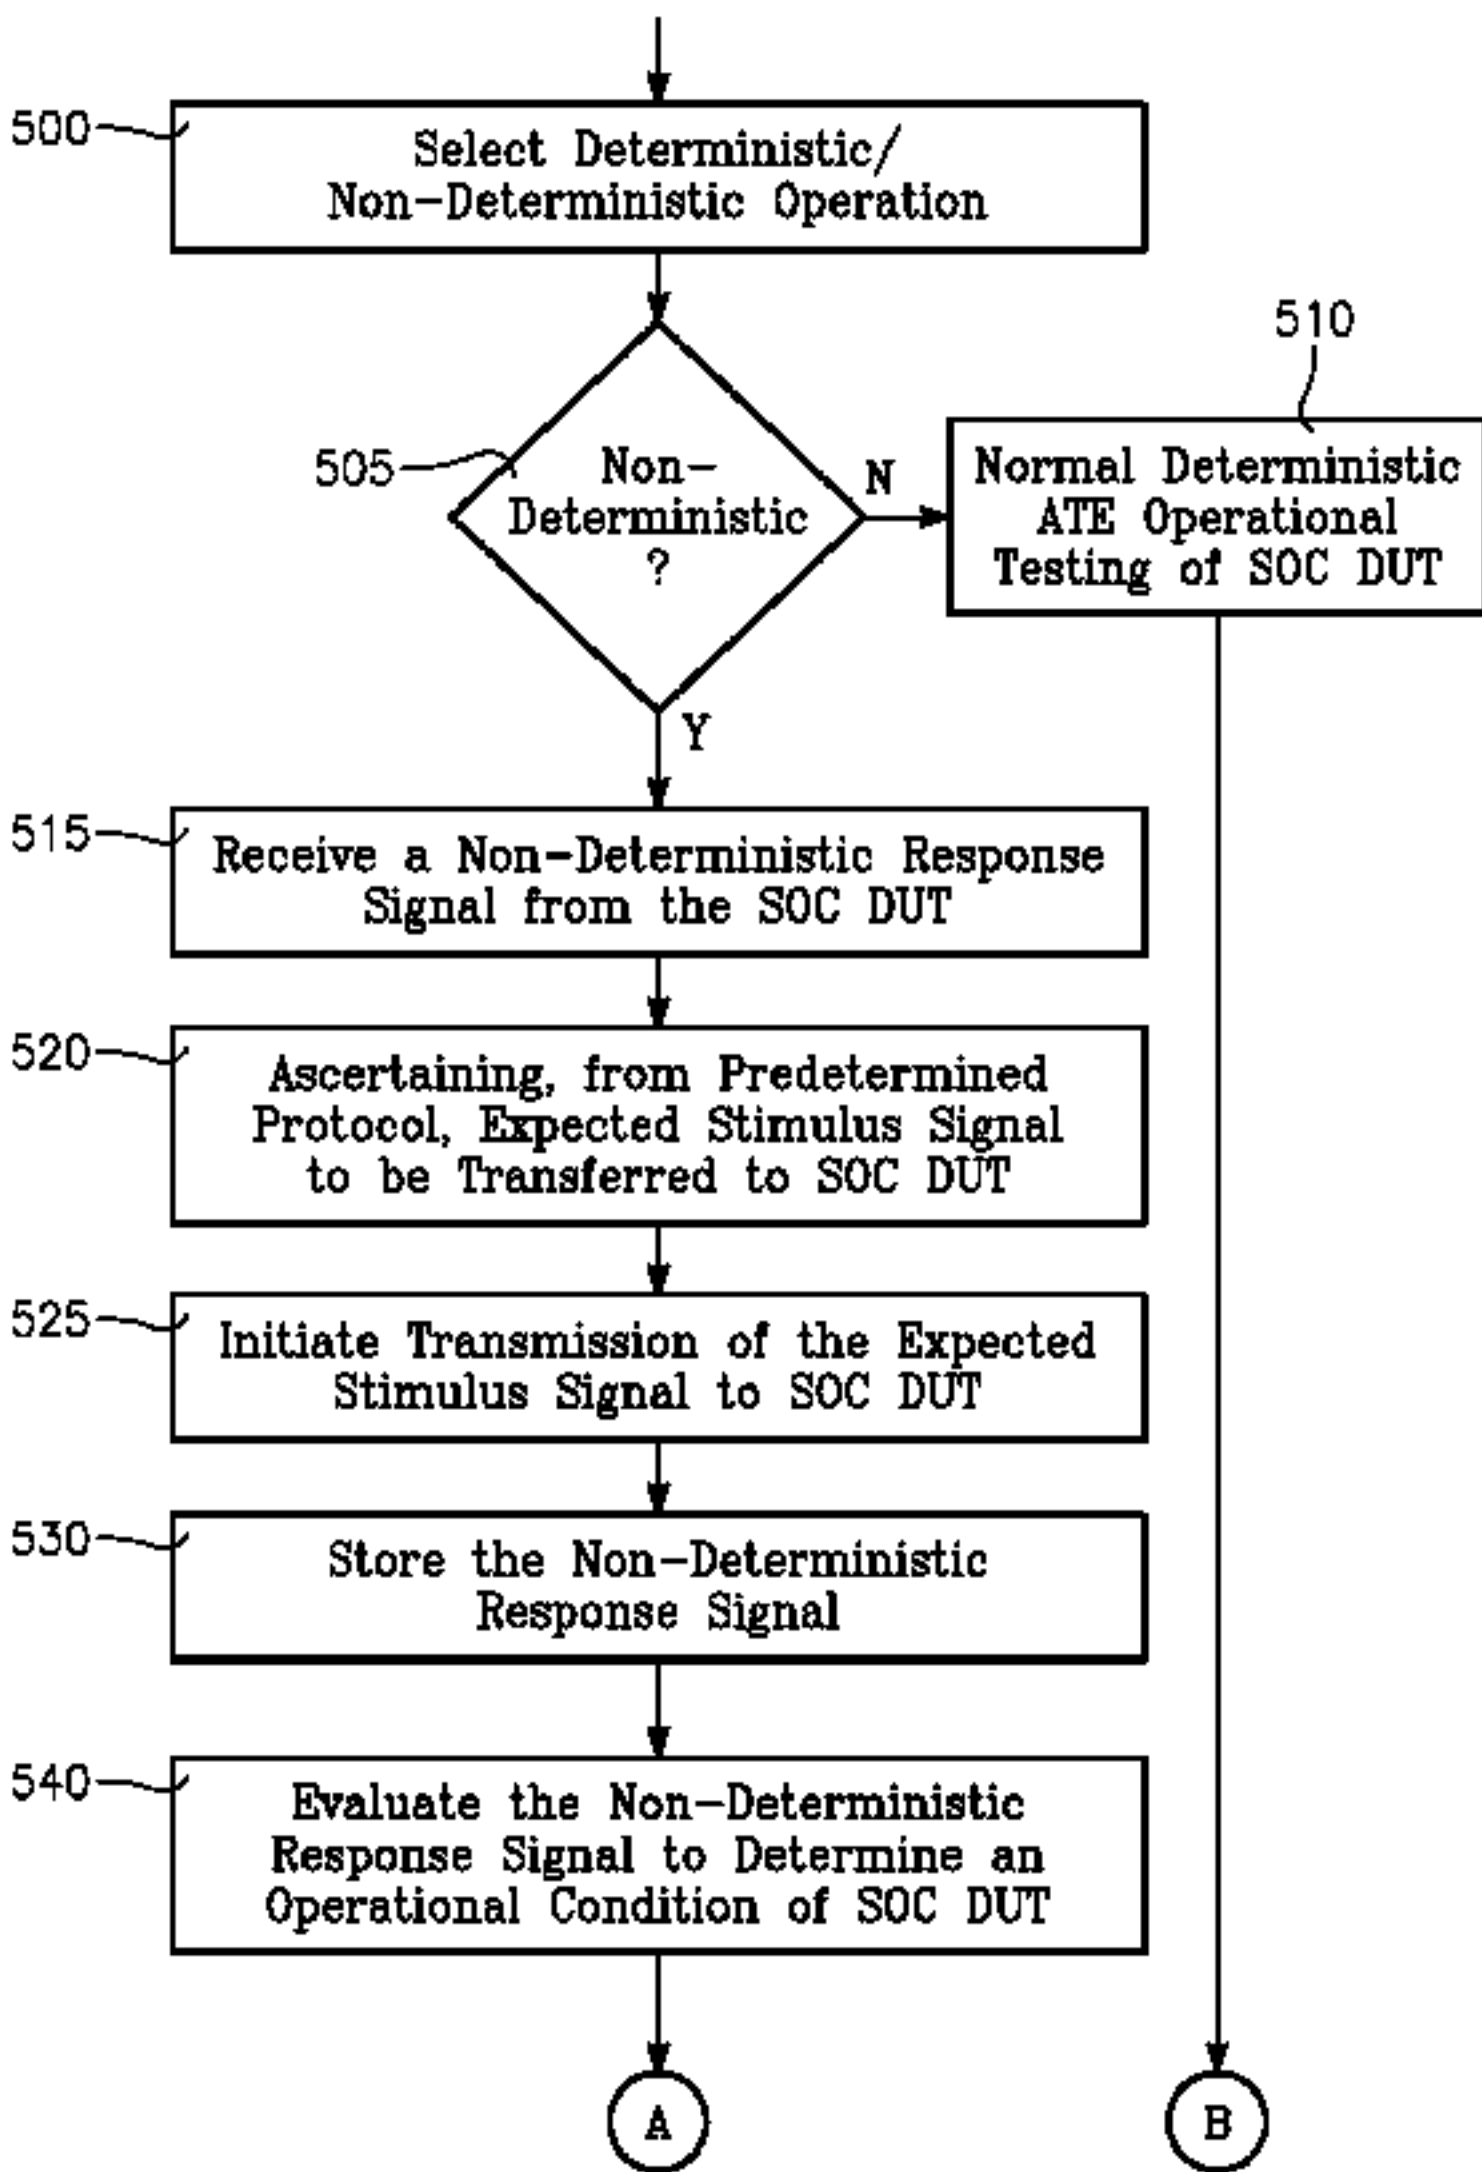 500
Select Deterministic/
Non-Deterministic Operation
510
505
Non-
Deterministic
?
N
Normal Deterministic
ATE Operational
Testing of SOC DUT
Y
515
Receive a Non-Deterministic Response
Signal from the SOC DUT
520
Ascertaining, from Predetermined
Protocol, Expected Stimulus Signal
to be Transferred to SOC DUT
525
Initiate Transmission of the Expected
Stimulus Signal to SOC DUT
530
Store the Non-Deterministic
Response Signal
540
Evaluate the Non-Deterministic
Response Signal to Determine an
Operational Condition of SOC DUT
A
B